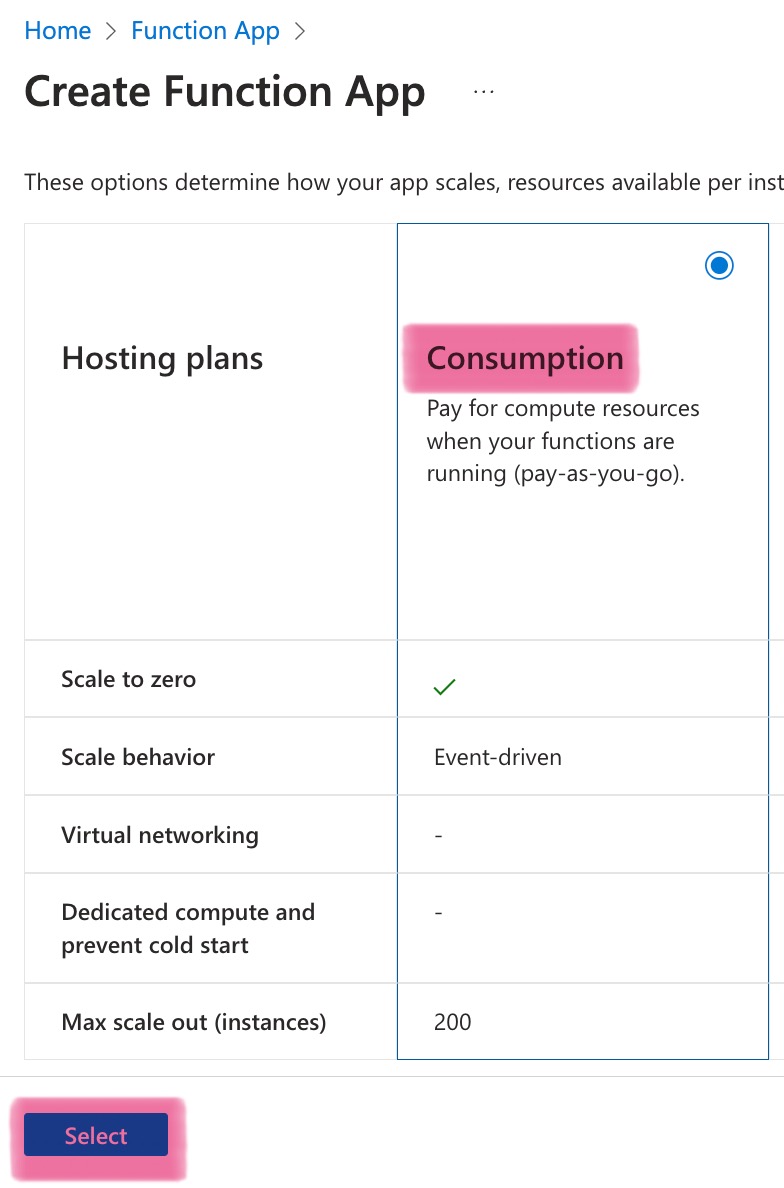 Home > Function App >
Create Function App ...
These options determine how your app scales, resources available per inst
Hosting plans
Consumption
Pay for compute resources
when your functions are
running (pay-as-you-go).
Scale to zero
Scale behavior Event-driven
Virtual networking -
Dedicated compute and -
prevent cold start
Max scale out (instances) 200
Select